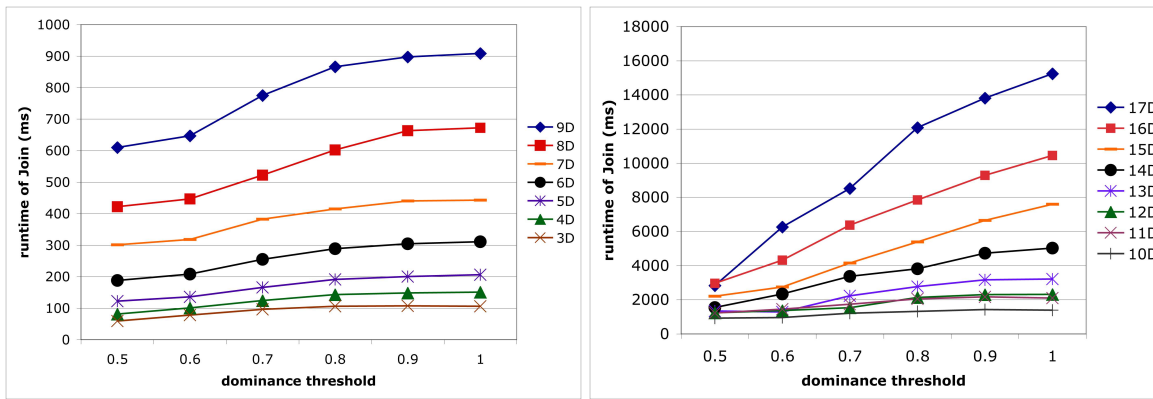 1000
900
800
700
600
500
400
300
200
100
0
runtime of Join (ms)
0.5 0.6 0.7 0.8 0.9 1
dominance threshold
9D
8D
7D
6D
5D
4D
3D
18000
16000
14000
12000
10000
8000
6000
4000
2000
0
runtime of Join (ms)
0.5 0.6 0.7 0.8 0.9 1
dominance threshold
17D
16D
15D
14D
13D
12D
11D
10D